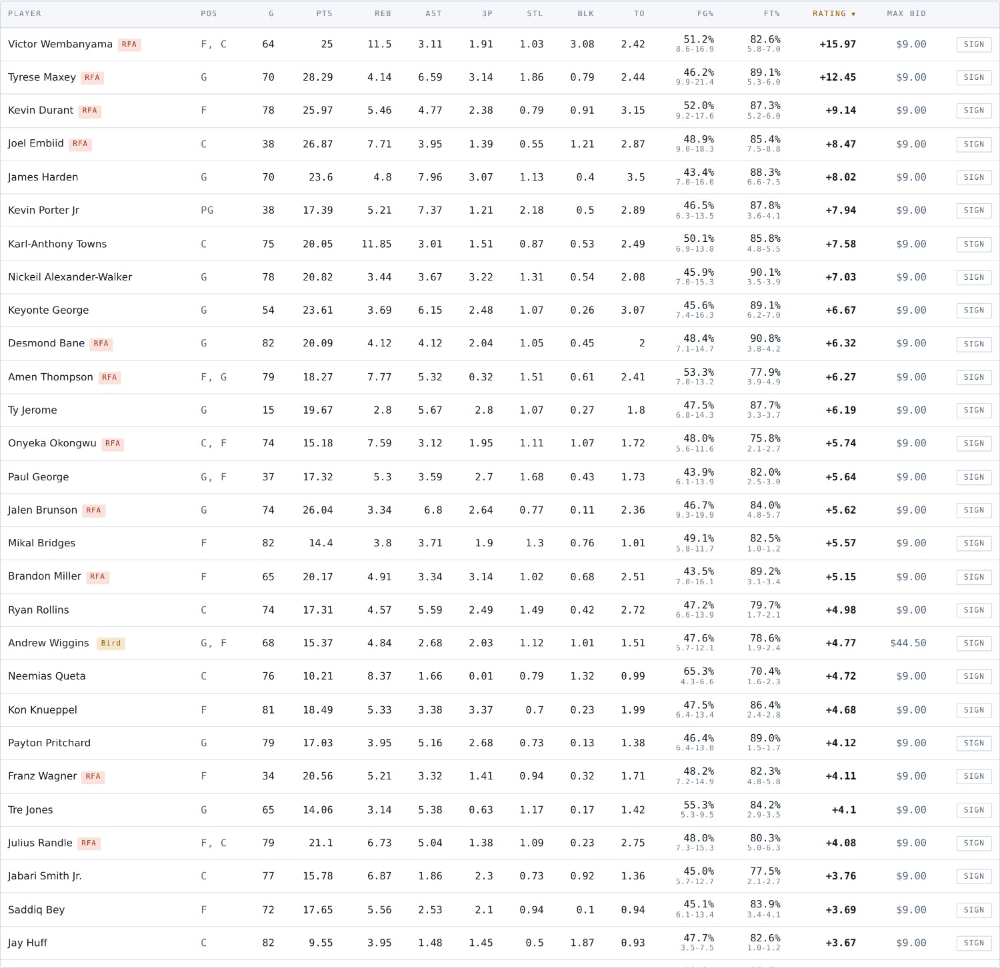 PLAYER POS G PTS REB AST 3P STL BLK TO FG% FT% RATING ▼ MAX BID
Victor Wembanyama RFA F, C 64 25 11.5 3.11 1.91 1.03 3.08 2.42 51.2% 82.6% +15.97 $9.00 SIGN
8.6-16.9 5.8-7.0
Tyrese Maxey RFA G 70 28.29 4.14 6.59 3.14 1.86 0.79 2.44 46.2% 89.1% +12.45 $9.00 SIGN
9.9-21.4 5.3-6.0
Kevin Durant RFA F 78 25.97 5.46 4.77 2.38 0.79 0.91 3.15 52.0% 87.3% +9.14 $9.00 SIGN
9.2-17.6 5.2-6.0
Joel Embiid RFA C 38 26.87 7.71 3.95 1.39 0.55 1.21 2.87 48.9% 85.4% +8.47 $9.00 SIGN
9.0-18.3 7.5-8.8
James Harden G 70 23.6 4.8 7.96 3.07 1.13 0.4 3.5 43.4% 88.3% +8.02 $9.00 SIGN
7.0-16.0 6.6-7.5
Kevin Porter Jr PG 38 17.39 5.21 7.37 1.21 2.18 0.5 2.89 46.5% 87.8% +7.94 $9.00 SIGN
6.3-13.5 3.6-4.1
Karl-Anthony Towns C 75 20.05 11.85 3.01 1.51 0.87 0.53 2.49 50.1% 85.8% +7.58 $9.00 SIGN
6.9-13.8 4.8-5.5
Nickeil Alexander-Walker G 78 20.82 3.44 3.67 3.22 1.31 0.54 2.08 45.9% 90.1% +7.03 $9.00 SIGN
7.0-15.3 3.5-3.9
Keyonte George G 54 23.61 3.69 6.15 2.48 1.07 0.26 3.07 45.6% 89.1% +6.67 $9.00 SIGN
7.4-16.3 6.2-7.0
Desmond Bane RFA G 82 20.09 4.12 4.12 2.04 1.05 0.45 2 48.4% 90.8% +6.32 $9.00 SIGN
7.1-14.7 3.8-4.2
Amen Thompson RFA F, G 79 18.27 7.77 5.32 0.32 1.51 0.61 2.41 53.3% 77.9% +6.27 $9.00 SIGN
7.0-13.2 3.9-4.9
Ty Jerome G 15 19.67 2.8 5.67 2.8 1.07 0.27 1.8 47.5% 87.7% +6.19 $9.00 SIGN
6.8-14.3 3.3-3.7
Onyeka Okongwu RFA C, F 74 15.18 7.59 3.12 1.95 1.11 1.07 1.72 48.0% 75.8% +5.74 $9.00 SIGN
5.6-11.6 2.1-2.7
Paul George G, F 37 17.32 5.3 3.59 2.7 1.68 0.43 1.73 43.9% 82.0% +5.64 $9.00 SIGN
6.1-13.9 2.5-3.0
Jalen Brunson RFA G 74 26.04 3.34 6.8 2.64 0.77 0.11 2.36 46.7% 84.0% +5.62 $9.00 SIGN
9.3-19.9 4.8-5.7
Mikal Bridges F 82 14.4 3.8 3.71 1.9 1.3 0.76 1.01 49.1% 82.5% +5.57 $9.00 SIGN
5.8-11.7 1.0-1.2
Brandon Miller RFA F 65 20.17 4.91 3.34 3.14 1.02 0.68 2.51 43.5% 89.2% +5.15 $9.00 SIGN
7.0-16.1 3.1-3.4
Ryan Rollins C 74 17.31 4.57 5.59 2.49 1.49 0.42 2.72 47.2% 79.7% +4.98 $9.00 SIGN
6.6-13.9 1.7-2.1
Andrew Wiggins Bird G, F 68 15.37 4.84 2.68 2.03 1.12 1.01 1.51 47.6% 78.6% +4.77 $44.50 SIGN
5.7-12.1 1.9-2.4
Neemias Queta C 76 10.21 8.37 1.66 0.01 0.79 1.32 0.99 65.3% 70.4% +4.72 $9.00 SIGN
4.3-6.6 1.6-2.3
Kon Knueppel F 81 18.49 5.33 3.38 3.37 0.7 0.23 1.99 47.5% 86.4% +4.68 $9.00 SIGN
6.4-13.4 2.4-2.8
Payton Pritchard G 79 17.03 3.95 5.16 2.68 0.73 0.13 1.38 46.4% 89.0% +4.12 $9.00 SIGN
6.4-13.8 1.5-1.7
Franz Wagner RFA F 34 20.56 5.21 3.32 1.41 0.94 0.32 1.71 48.2% 82.3% +4.11 $9.00 SIGN
7.2-14.9 4.8-5.8
Tre Jones G 65 14.06 3.14 5.38 0.63 1.17 0.17 1.42 55.3% 84.2% +4.1 $9.00 SIGN
5.3-9.5 2.9-3.5
Julius Randle RFA F, C 79 21.1 6.73 5.04 1.38 1.09 0.23 2.75 48.0% 80.3% +4.08 $9.00 SIGN
7.3-15.3 5.0-6.3
Jabari Smith Jr. C 77 15.78 6.87 1.86 2.3 0.73 0.92 1.36 45.0% 77.5% +3.76 $9.00 SIGN
5.7-12.7 2.1-2.7
Saddiq Bey F 72 17.65 5.56 2.53 2.1 0.94 0.1 0.94 45.1% 83.9% +3.69 $9.00 SIGN
6.1-13.4 3.4-4.1
Jay Huff C 82 9.55 3.95 1.48 1.45 0.5 1.87 0.93 47.7% 82.6% +3.67 $9.00 SIGN
3.5-7.5 1.0-1.2